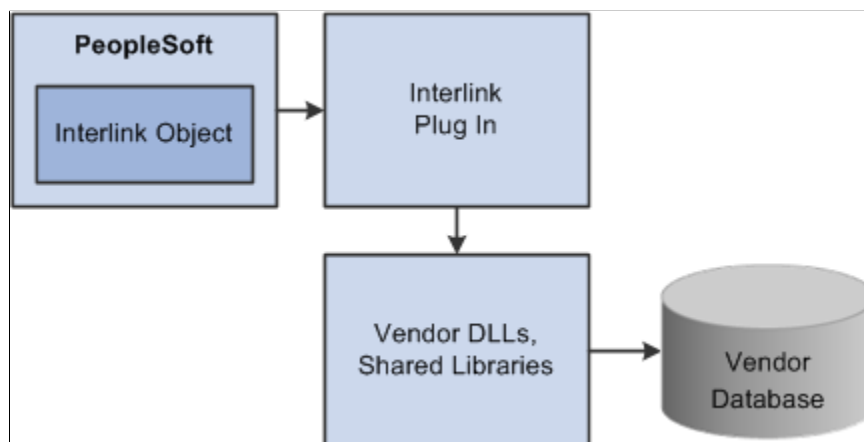 PeopleSoft
Interlink Object
Interlink
Plug In
Vendor DLLs,
Shared Libraries
Vendor
Database